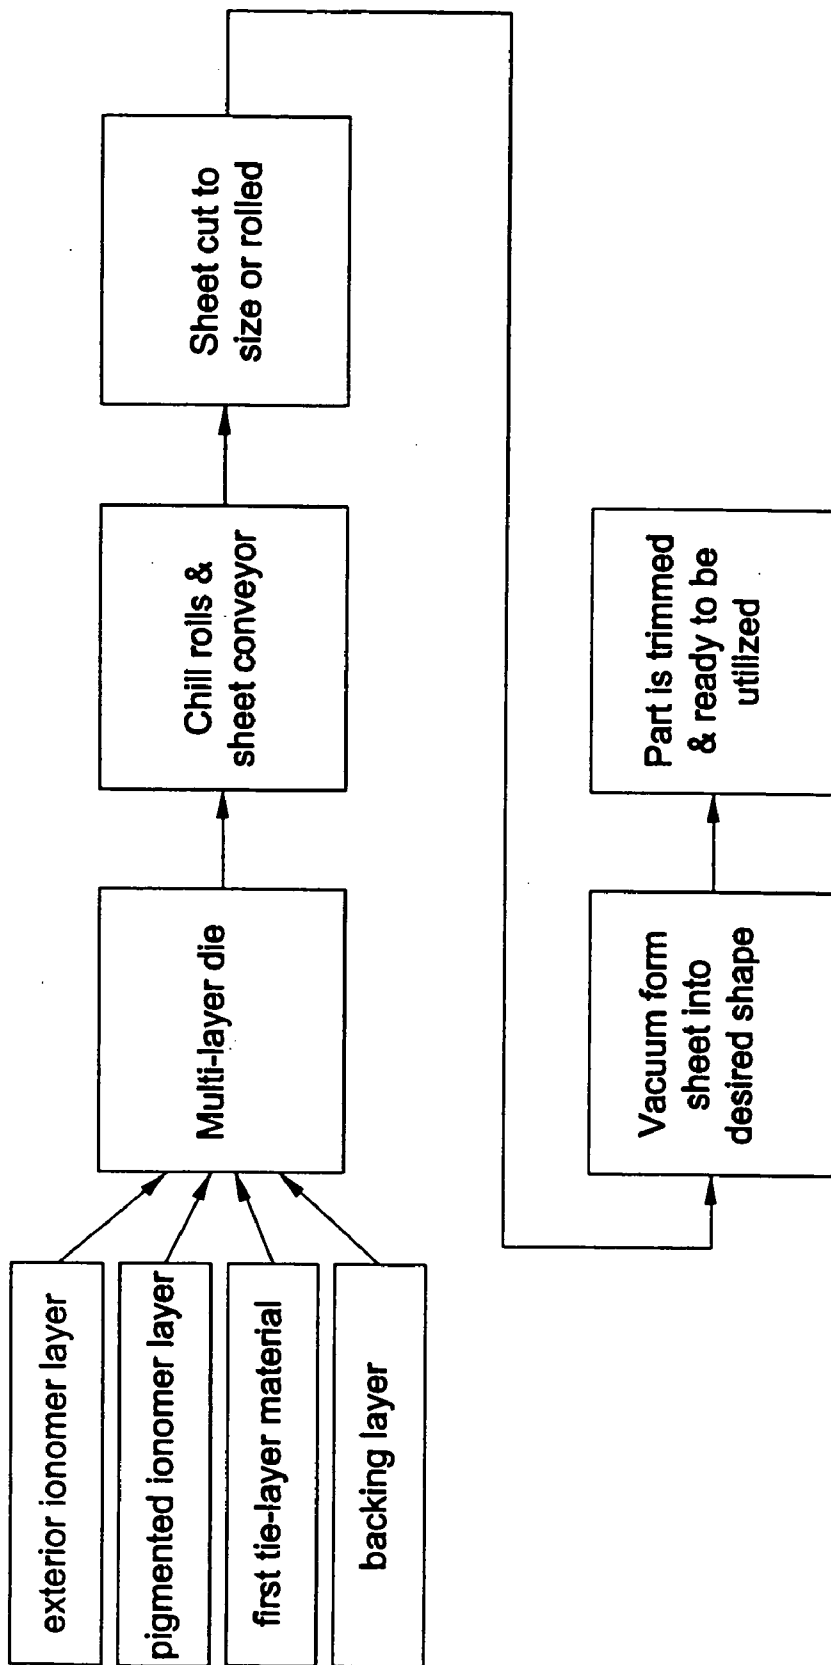 exterior ionomer layer
pigmented ionomer layer
first tie-layer material
backing layer
Multi-layer die
Chill rolls &
sheet conveyor
Sheet cut to
size or rolled
Vacuum form
sheet into
desired shape
Part is trimmed
& ready to be
utilized